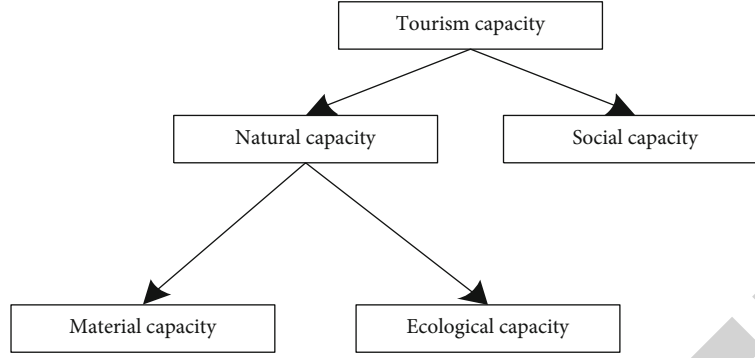 Tourism capacity
Natural capacity
Social capacity
Material capacity
Ecological capacity